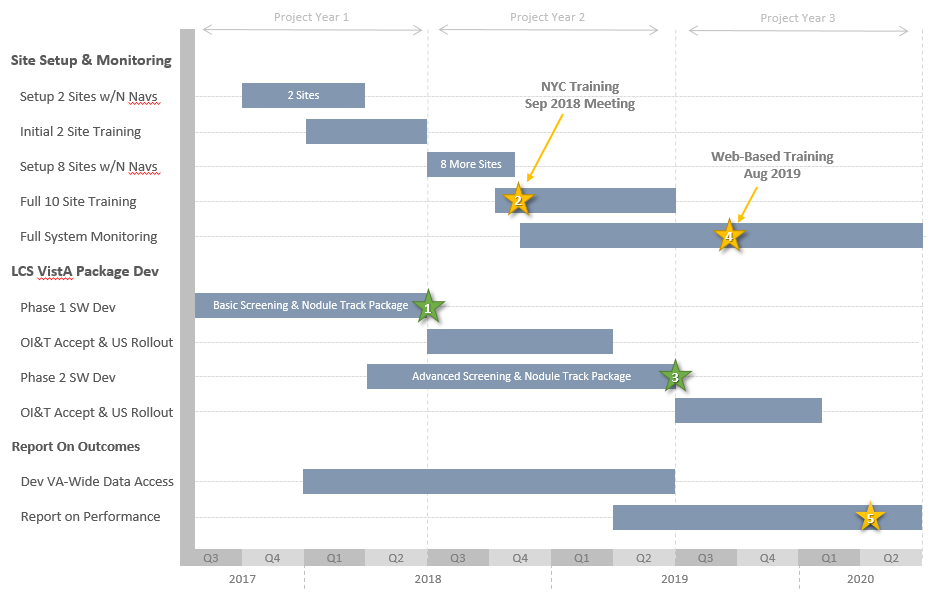 Project Year 1 Project Year 2 Project Year 3
Site Setup & Monitoring
NYC Training
Sep 2018 Meeting
Setup 2 Sites w/N Navs 2 Sites
Initial 2 Site Training
Setup 8 Sites w/N Navs 8 More Sites
Web-Based Training
Aug 2019
Full 10 Site Training 2
Full System Monitoring 4
LCS VistA Package Dev
Phase 1 SW Dev Basic Screening & Nodule Track Package 1
OI&T Accept & US Rollout
Phase 2 SW Dev Advanced Screening & Nodule Track Package 3
OI&T Accept & US Rollout
Report On Outcomes
Dev VA-Wide Data Access
Report on Performance 5
Q3 Q4 Q1 Q2 Q3 Q4 Q1 Q2 Q3 Q4 Q1 Q2
2017 2018 2019 2020